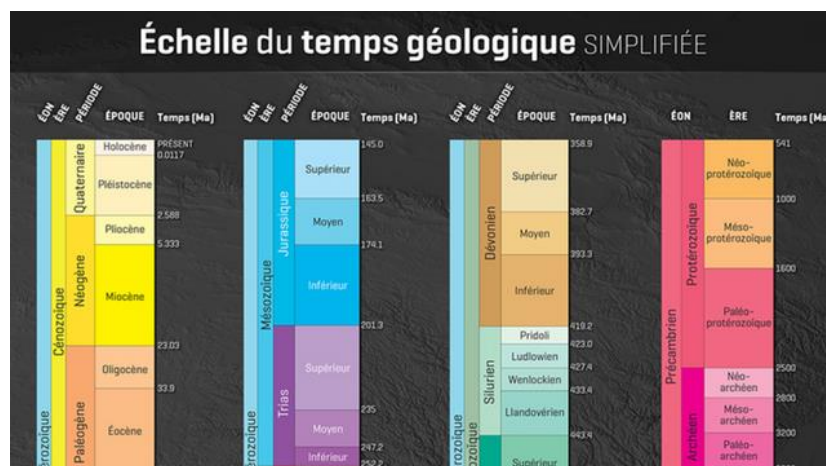 Échelle du temps géologique SIMPLIFIÉE
ÉON ÈRE PÉRIODE ÉPOQUE Temps (Ma)
Cénozoïque
Quaternaire
Néogène
Paléogène
Holocène
Pléistocène
Pliocène
Miocène
Oligocène
Éocène
PRÉSENT
0.0117
2.588
5.333
23.03
33.9
ÉON ÈRE PÉRIODE ÉPOQUE Temps (Ma)
Mésozoïque
Jurassique
Trias
Supérieur
Moyen
Inférieur
Supérieur
Moyen
Inférieur
145.0
163.5
174.1
201.3
235
247.2
ÉON ÈRE PÉRIODE ÉPOQUE Temps (Ma)
Dévonien
Silurien
Supérieur
Moyen
Inférieur
Pridoli
Ludlowien
Wenlockien
Llandovérien
Supérieur
358.9
382.7
393.3
419.2
423.0
427.4
433.4
443.4
ÉON ÈRE Temps (Ma
Précambrien
Protérozoïque
Archéen
Néo-
protérozoïque
Méso-
protérozoïque
Paléo-
protérozoïque
Néo-
archéen
Méso-
archéen
Paléo-
archéen
541
1000
1600
2500
2800
3200